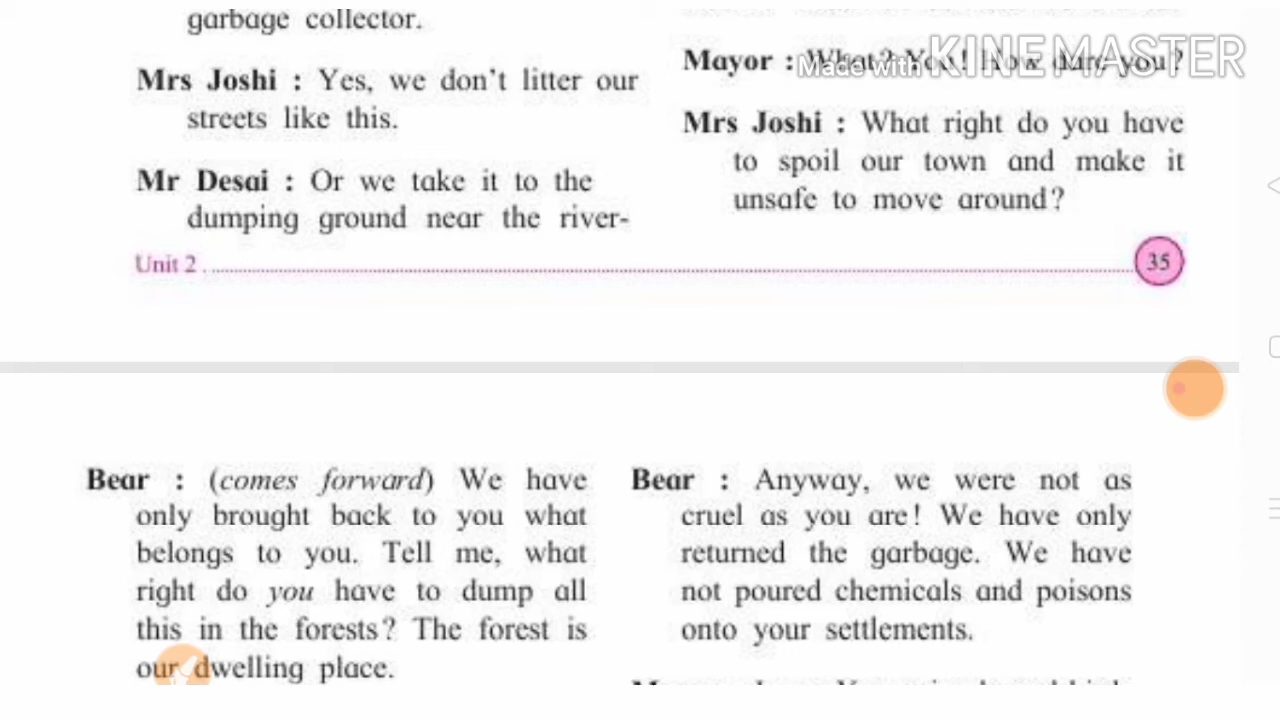 garbage collector.
Mrs Joshi : Yes, we don't litter our
streets like this.
Mr Desai : Or we take it to the
dumping ground near the river-
Mayor : What? You! How dare you?
Made with KINEMASTER
Mrs Joshi : What right do you have
to spoil our town and make it
unsafe to move around?
Unit 2
35
Bear : (comes forward) We have
only brought back to you what
belongs to you. Tell me, what
right do you have to dump all
this in the forests? The forest is
our dwelling place.
Bear : Anyway, we were not as
cruel as you are! We have only
returned the garbage. We have
not poured chemicals and poisons
onto your settlements.